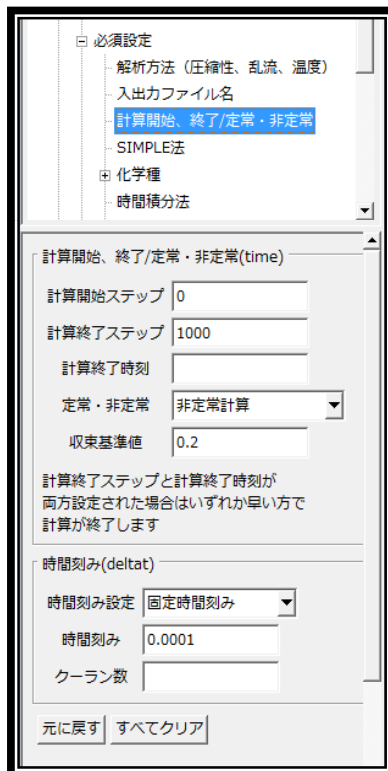 必須設定
解析方法（圧縮性、乱流、温度）
入出力ファイル名
計算開始、終了/定常・非定常
SIMPLE法
化学種
時間積分法
計算開始、終了/定常・非定常(time)
計算開始ステップ 0
計算終了ステップ 1000
計算終了時刻
定常・非定常 非定常計算
収束基準値 0.2
計算終了ステップと計算終了時刻が
両方設定された場合はいずれか早い方で
計算が終了します
時間刻み(deltat)
時間刻み設定 固定時間刻み
時間刻み 0.0001
クーラン数
元に戻す すべてクリア